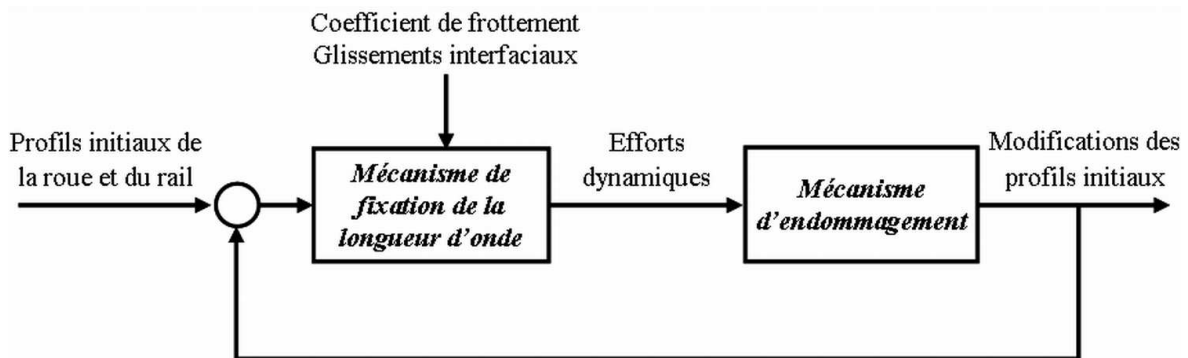 Coefficient de frottement
Glissements interfaciaux
Profils initiaux de
la roue et du rail
Mécanisme de
fixation de la
longueur d'onde
Efforts
dynamiques
Mécanisme
d'endommagement
Modifications des
profils initiaux